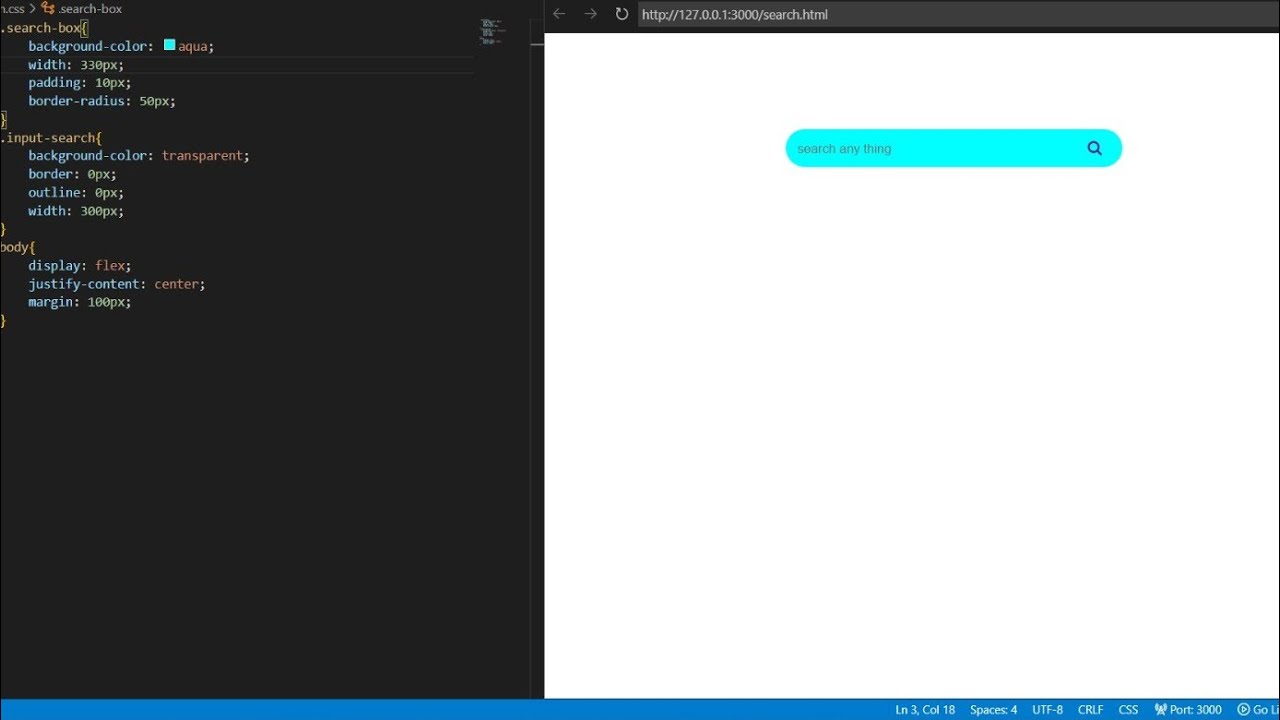 n.css > .search-box
.search-box{
background-color: aqua;
width: 330px;
padding: 10px;
border-radius: 50px;
}
.input-search{
background-color: transparent;
border: 0px;
outline: 0px;
width: 300px;
}
body{
display: flex;
justify-content: center;
margin: 100px;
}
http://127.0.0.1:3000/search.html
search any thing
Ln 3, Col 18 Spaces: 4 UTF-8 CRLF CSS Port: 3000 Go Li